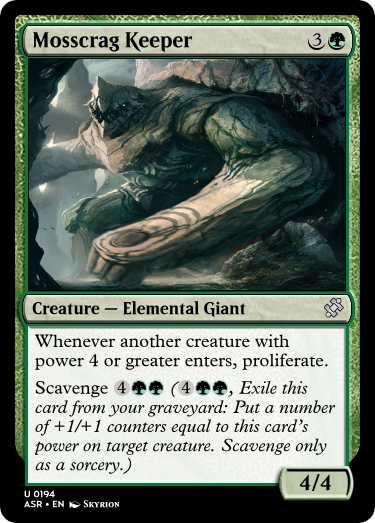 Mosscrag Keeper 3
Creature — Elemental Giant
Whenever another creature with
power 4 or greater enters, proliferate.
Scavenge 4 (4, Exile this
card from your graveyard: Put a number
of +1/+1 counters equal to this card's
power on target creature. Scavenge only
as a sorcery.)
4/4
U 0194
ASR • EN Skyrion